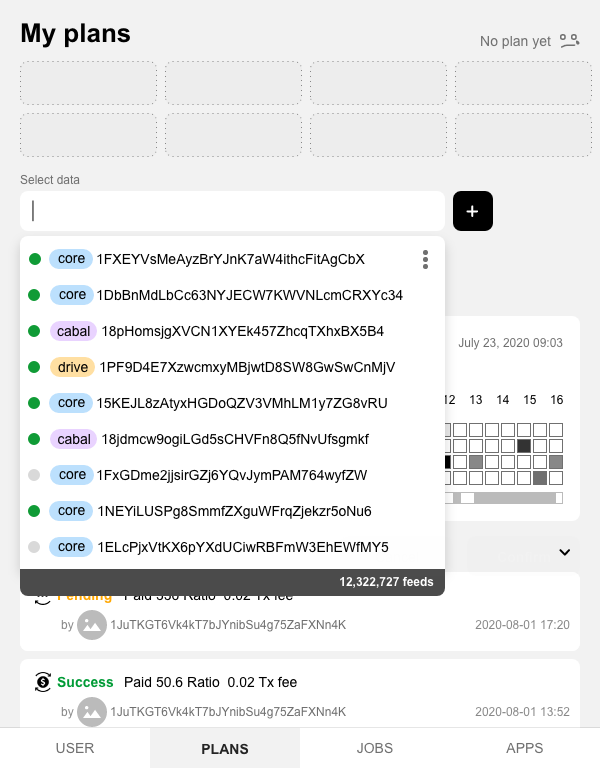 My plans
No plan yet
Select data
+
core 1FXEYVsMeAyzBrYJnK7aW4ithcFitAgCbX
core 1DbBnMdLbCc63NYJECW7KWVNLcmCRXYc34
cabal 18pHomsjgXVCN1XYEk457ZhcqTXhxBX5B4
July 23, 2020 09:03
drive 1PF9D4E7XzwcmxyMBjwtD8SW8GwSwCnMjV
core 15KEJL8zAtyxHGDoQZV3VMhLM1y7ZG8vRU
12 13 14 15 16
cabal 18jdmcw9ogiLGd5sCHVFn8Q5fNvUfsgmkf
core 1FxGDme2jjsirGZj6YQvJymPAM764wyfZW
core 1NEYiLUSPg8SmmfZXguWFRqZjekzr5oNu6
core 1ELcPjxVtKX6pYXdUCiwRBFmW3EhEWfMY5
12,322,727 feeds
Pending Paid 350 Ratio 0.02 Tx fee
by 1JuTKGT6Vk4kT7bJYnibSu4g75ZaFXNn4K 2020-08-01 17:20
Success Paid 50.6 Ratio 0.02 Tx fee
by 1JuTKGT6Vk4kT7bJYnibSu4g75ZaFXNn4K 2020-08-01 13:52
USER PLANS JOBS APPS